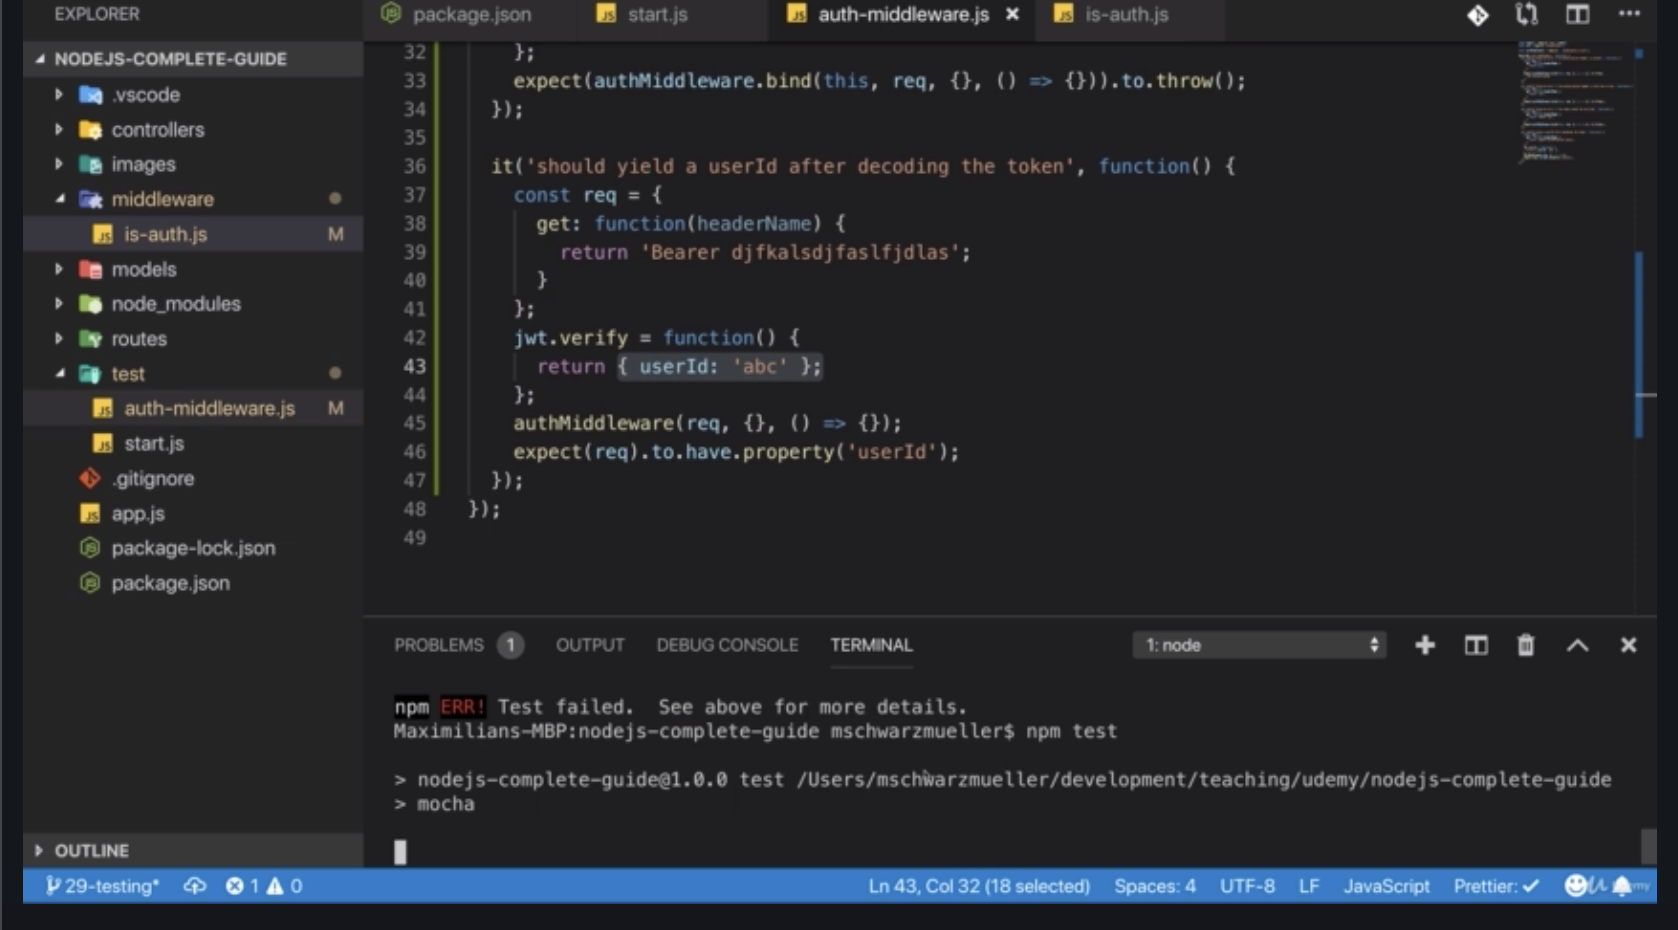 EXPLORER
package.json
start.js
auth-middleware.js
is-auth.js
NODEJS-COMPLETE-GUIDE
.vscode
controllers
images
middleware
is-auth.js M
models
node_modules
routes
test
auth-middleware.js M
start.js
.gitignore
app.js
package-lock.json
package.json
OUTLINE
32 };
33 expect(authMiddleware.bind(this, req, {}, () => {})).to.throw();
34 });
35
36 it('should yield a userId after decoding the token', function() {
37 const req = {
38 get: function(headerName) {
39 return 'Bearer djfkalsdjfaslfjdlas';
40 }
41 };
42 jwt.verify = function() {
43 return { userId: 'abc' };
44 };
45 authMiddleware(req, {}, () => {});
46 expect(req).to.have.property('userId');
47 });
48 });
49
PROBLEMS 1 OUTPUT DEBUG CONSOLE TERMINAL 1: node
npm ERR! Test failed.  See above for more details.
Maximilians-MBP:nodejs-complete-guide mschwarzmueller$ npm test
> nodejs-complete-guide@1.0.0 test /Users/mschwarzmueller/development/teaching/udemy/nodejs-complete-guide
> mocha
29-testing* 1 0 Ln 43, Col 32 (18 selected) Spaces: 4 UTF-8 LF JavaScript Prettier: ✓